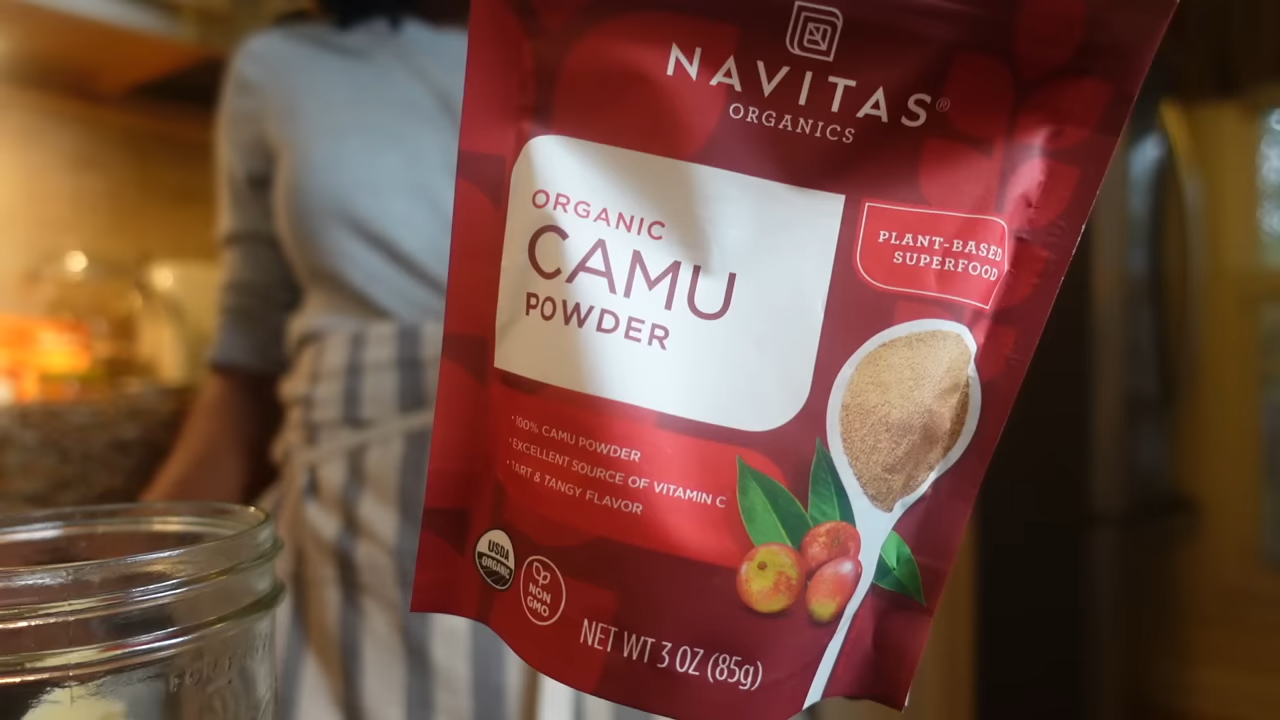 NAVITAS®
ORGANICS
ORGANIC
CAMU
POWDER
PLANT-BASED
SUPERFOOD
· 100% CAMU POWDER
· EXCELLENT SOURCE OF VITAMIN C
· TART & TANGY FLAVOR
USDA
ORGANIC
NON
GMO
NET WT 3 OZ (85g)